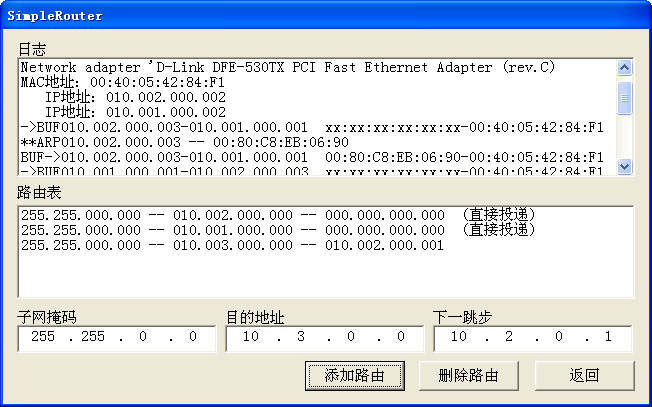 SimpleRouter
日志
Network adapter 'D-Link DFE-530TX PCI Fast Ethernet Adapter (rev.C)
MAC地址: 00:40:05:42:84:F1
IP地址: 010.002.000.002
IP地址: 010.001.000.002
->BUF010.002.000.003-010.001.000.001 xx:xx:xx:xx:xx:xx-00:40:05:42:84:F1
**ARP010.002.000.003 -- 00:80:C8:EB:06:90
BUF->010.002.000.003-010.001.000.001 00:80:C8:EB:06:90-00:40:05:42:84:F1
->BUF010.001.000.001-010.002.000.003 xx:xx:xx:xx:xx:xx-00:40:05:42:84:F1
路由表
255.255.000.000 -- 010.002.000.000 -- 000.000.000.000 (直接投递)
255.255.000.000 -- 010.001.000.000 -- 000.000.000.000 (直接投递)
255.255.000.000 -- 010.003.000.000 -- 010.002.000.001
子网掩码 目的地址 下一跳步
255 . 255 . 0 . 0 10 . 3 . 0 . 0 10 . 2 . 0 . 1
添加路由 删除路由 返回